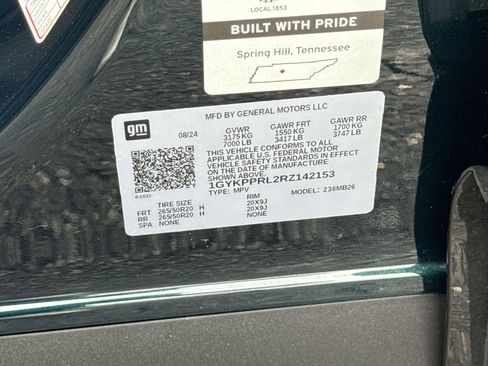 LOCAL 1853
BUILT WITH PRIDE
Spring Hill, Tennessee
MFD BY GENERAL MOTORS LLC
gm
08/24 GVWR GAWR FRT GAWR RR
3175 KG 1550 KG 1700 KG
7000 LB 3417 LB 3747 LB
THIS VEHICLE CONFORMS TO ALL
APPLICABLE U.S. FEDERAL MOTOR
VEHICLE SAFETY STANDARDS IN EFFECT
ON THE DATE OF MANUFACTURE SHOWN ABOVE.
1GYKPPRL2RZ142153
616D TYPE: MPV MODEL: 236MB26
TIRE SIZE RIM
FRT 265/50R20 H 20X9J
RR 265/50R20 H 20X9J
SPA NONE NONE